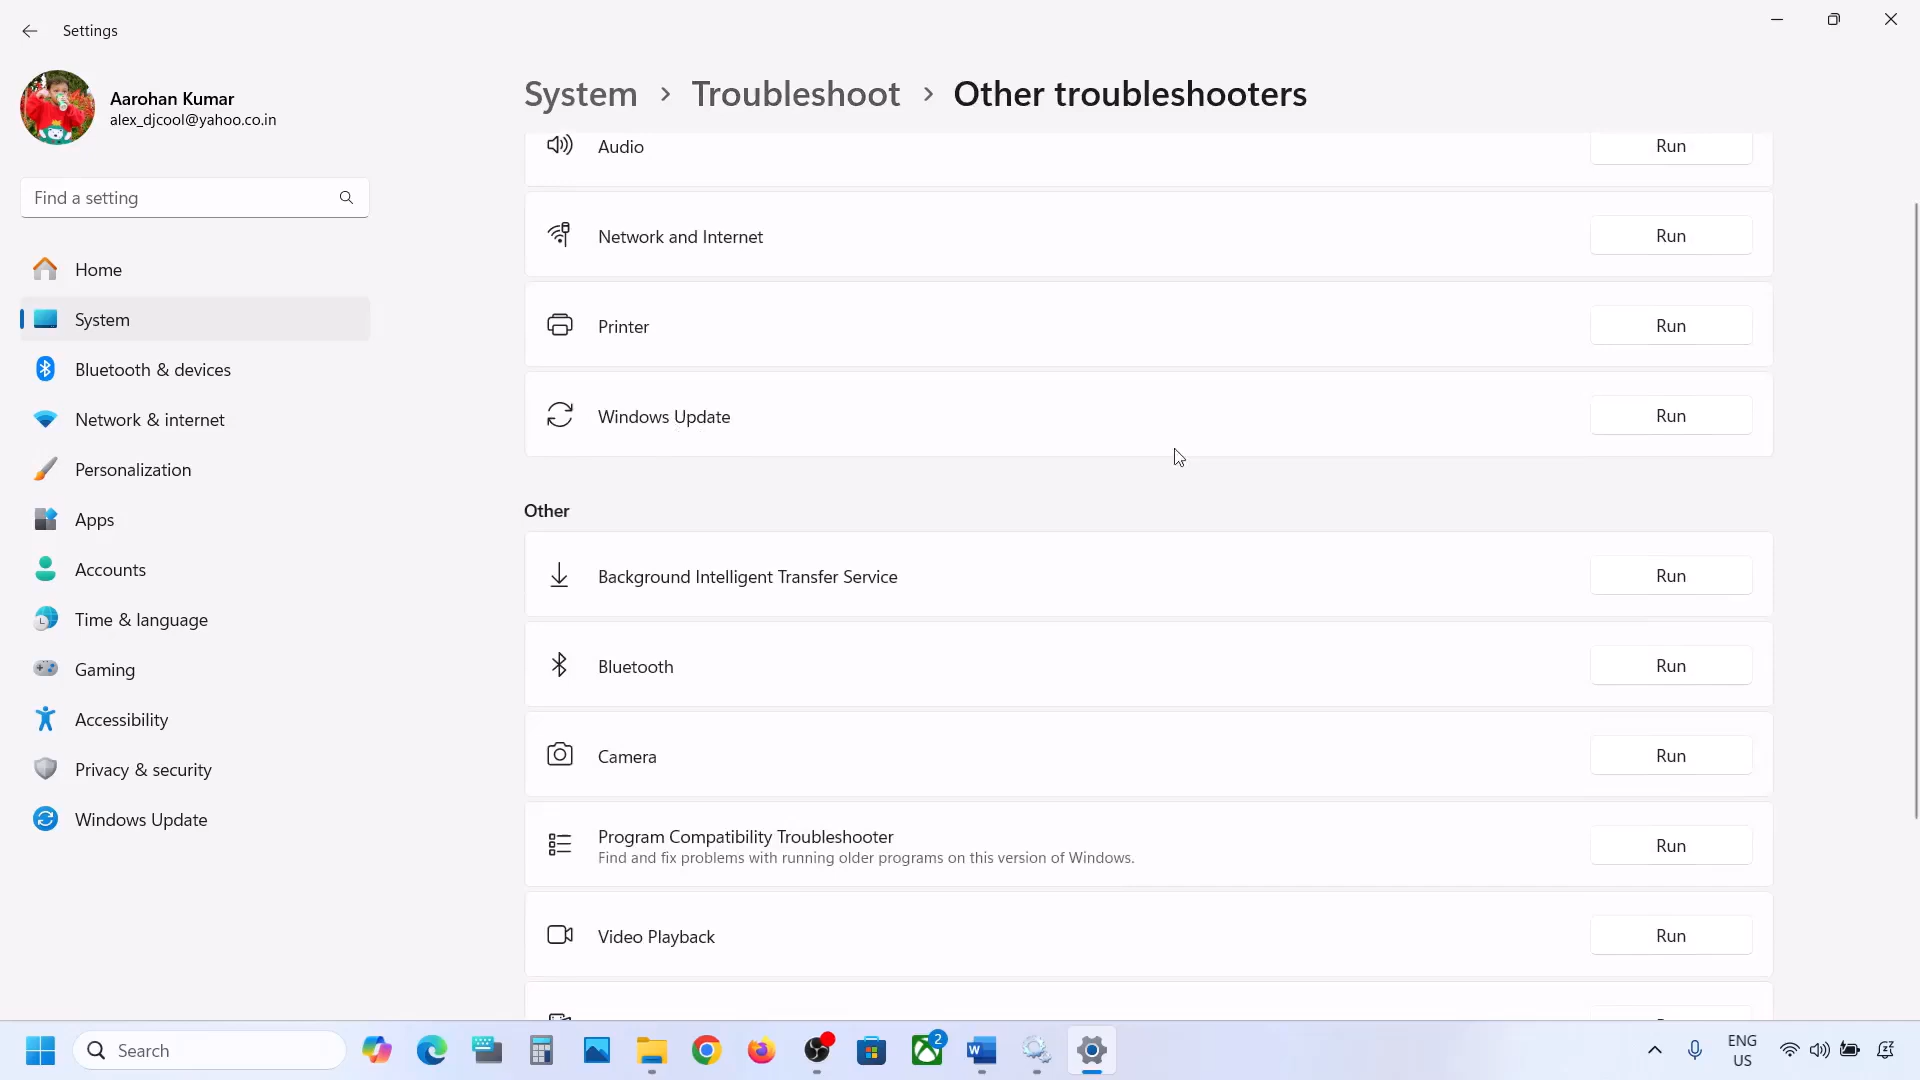 Settings
Aarohan Kumar
alex_djcool@yahoo.co.in
Find a setting
Home
System
Bluetooth & devices
Network & internet
Personalization
Apps
Accounts
Time & language
Gaming
Accessibility
Privacy & security
Windows Update
System > Troubleshoot > Other troubleshooters
Audio Run
Network and Internet Run
Printer Run
Windows Update Run
Other
Background Intelligent Transfer Service Run
Bluetooth Run
Camera Run
Program Compatibility Troubleshooter Run
Find and fix problems with running older programs on this version of Windows.
Video Playback Run
Search
2
W
ENG
US